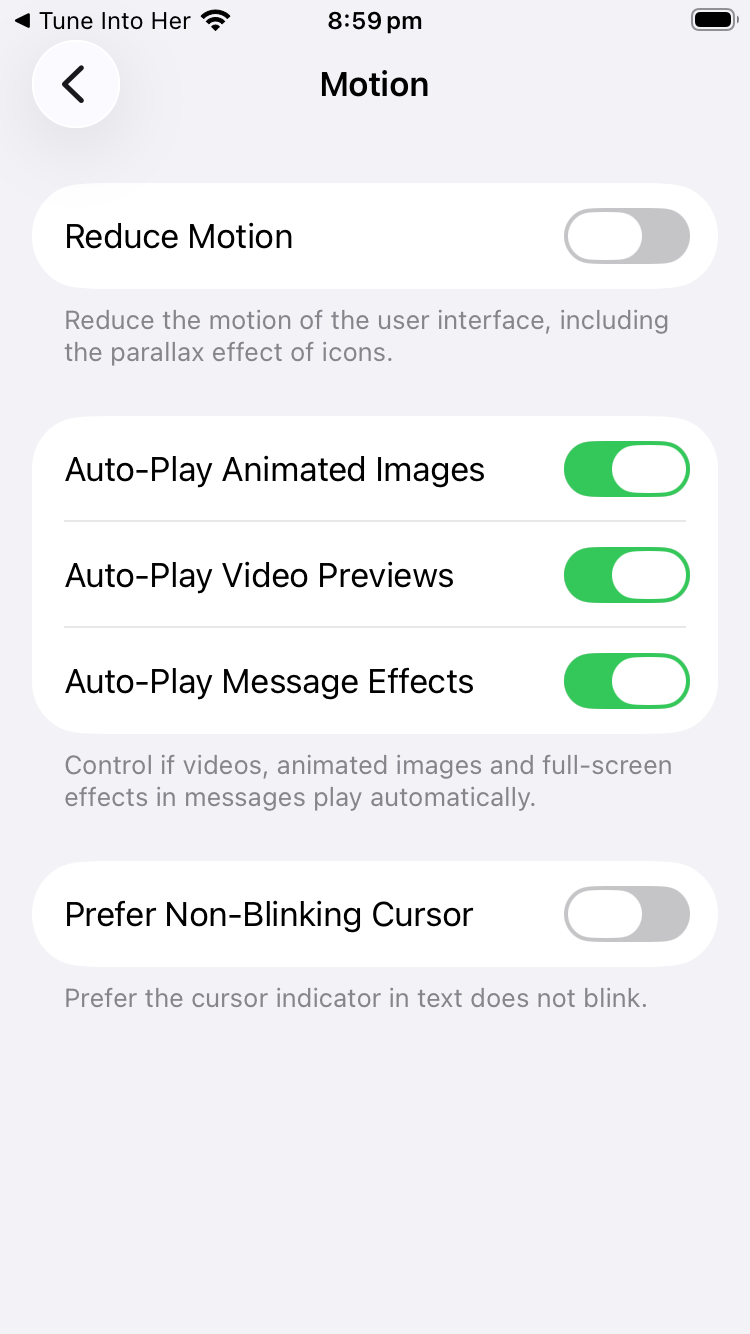 ◀ Tune Into Her 8:59 pm
Motion
Reduce Motion
Reduce the motion of the user interface, including
the parallax effect of icons.
Auto-Play Animated Images
Auto-Play Video Previews
Auto-Play Message Effects
Control if videos, animated images and full-screen
effects in messages play automatically.
Prefer Non-Blinking Cursor
Prefer the cursor indicator in text does not blink.